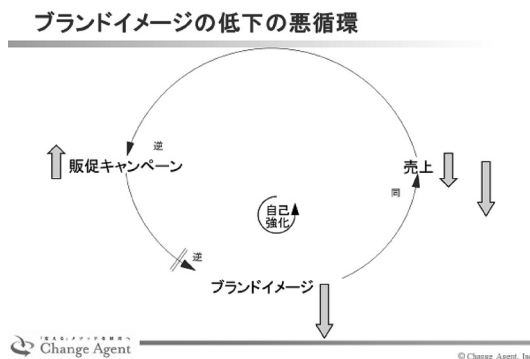 ブランドイメージの低下の悪循環
逆
販促キャンペーン
売上
同
自己
強化
逆
ブランドイメージ
Change Agent
© Change Agent, Inc